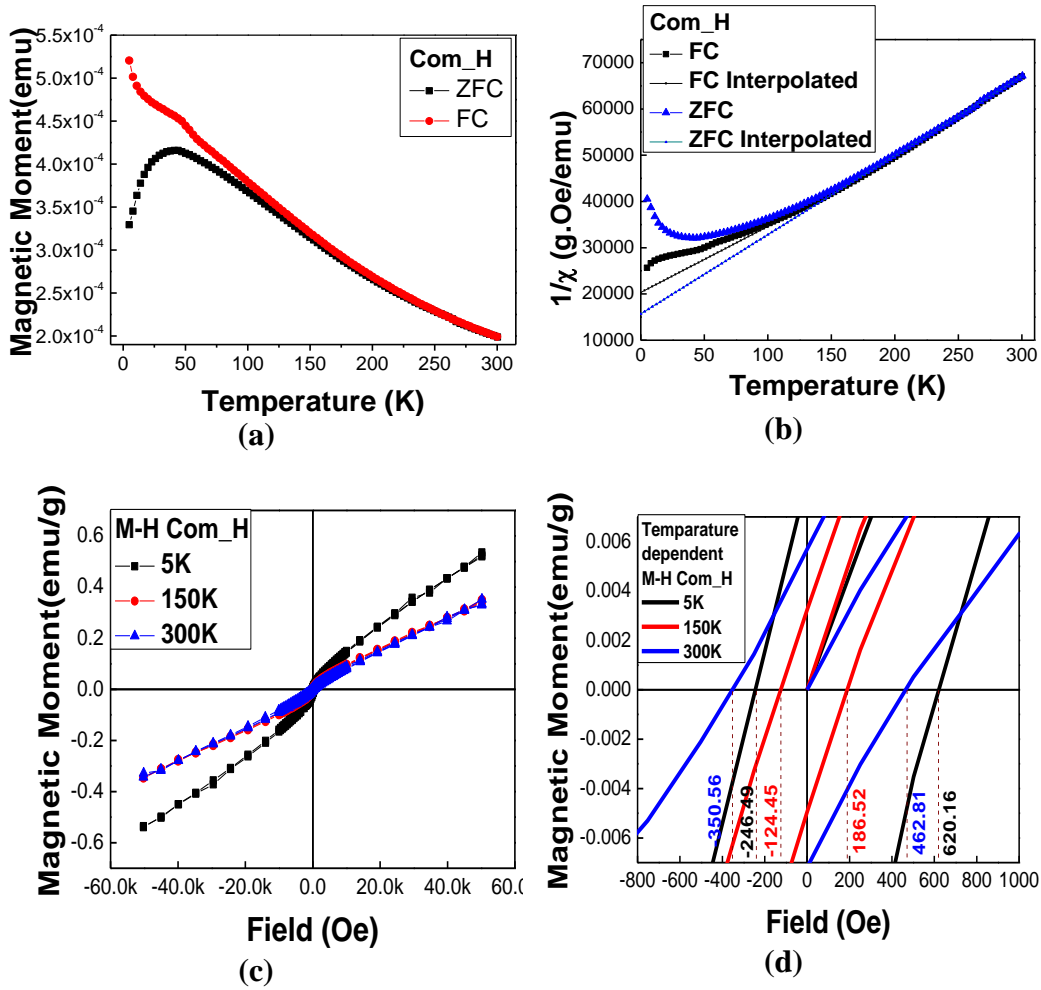 5.5x10-4
5.0x10-4
4.5x10-4
4.0x10-4
3.5x10-4
3.0x10-4
2.5x10-4
2.0x10-4
Magnetic Moment(emu)
Com_H
ZFC
FC
0 50 100 150 200 250 300
Temperature (K)
(a)
Com_H
FC
FC Interpolated
ZFC
ZFC Interpolated
70000
60000
50000
40000
30000
20000
10000
1/χ (g.Oe/emu)
0 50 100 150 200 250 300
Temperature (K)
(b)
M-H Com_H
5K
150K
300K
0.6
0.4
0.2
0.0
-0.2
-0.4
-0.6
Magnetic Moment(emu/g)
-60.0k -40.0k -20.0k 0.0 20.0k 40.0k 60.0
Field (Oe)
(c)
Temparature
dependent
M-H Com_H
5K
150K
300K
0.006
0.004
0.002
0.000
-0.002
-0.004
-0.006
Magnetic Moment(emu/g)
-350.56
-246.49
-124.45
186.52
462.81
620.16
-800 -600 -400 -200 0 200 400 600 800 1000
Field (Oe)
(d)